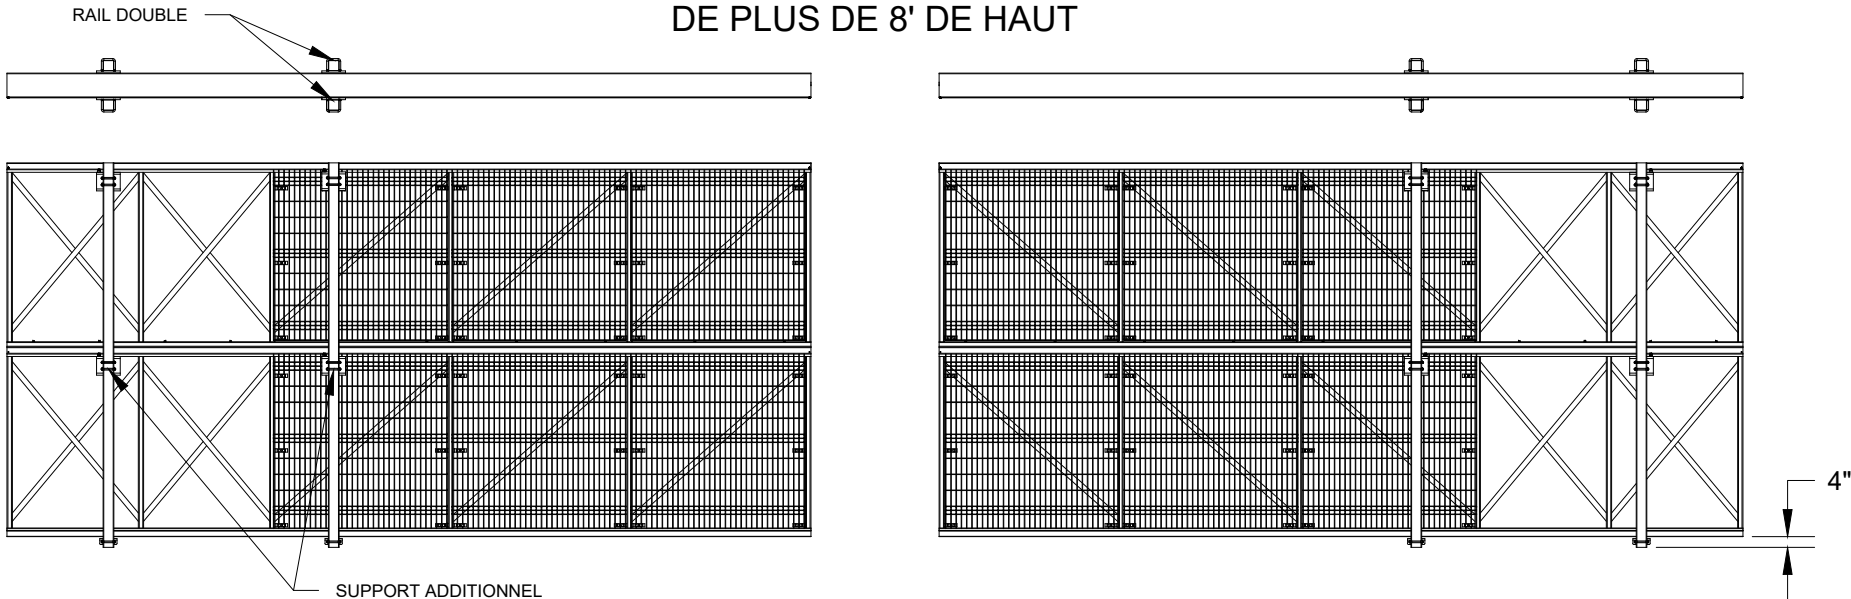 DE PLUS DE 8' DE HAUT
RAIL DOUBLE
4"
SUPPORT ADDITIONNEL